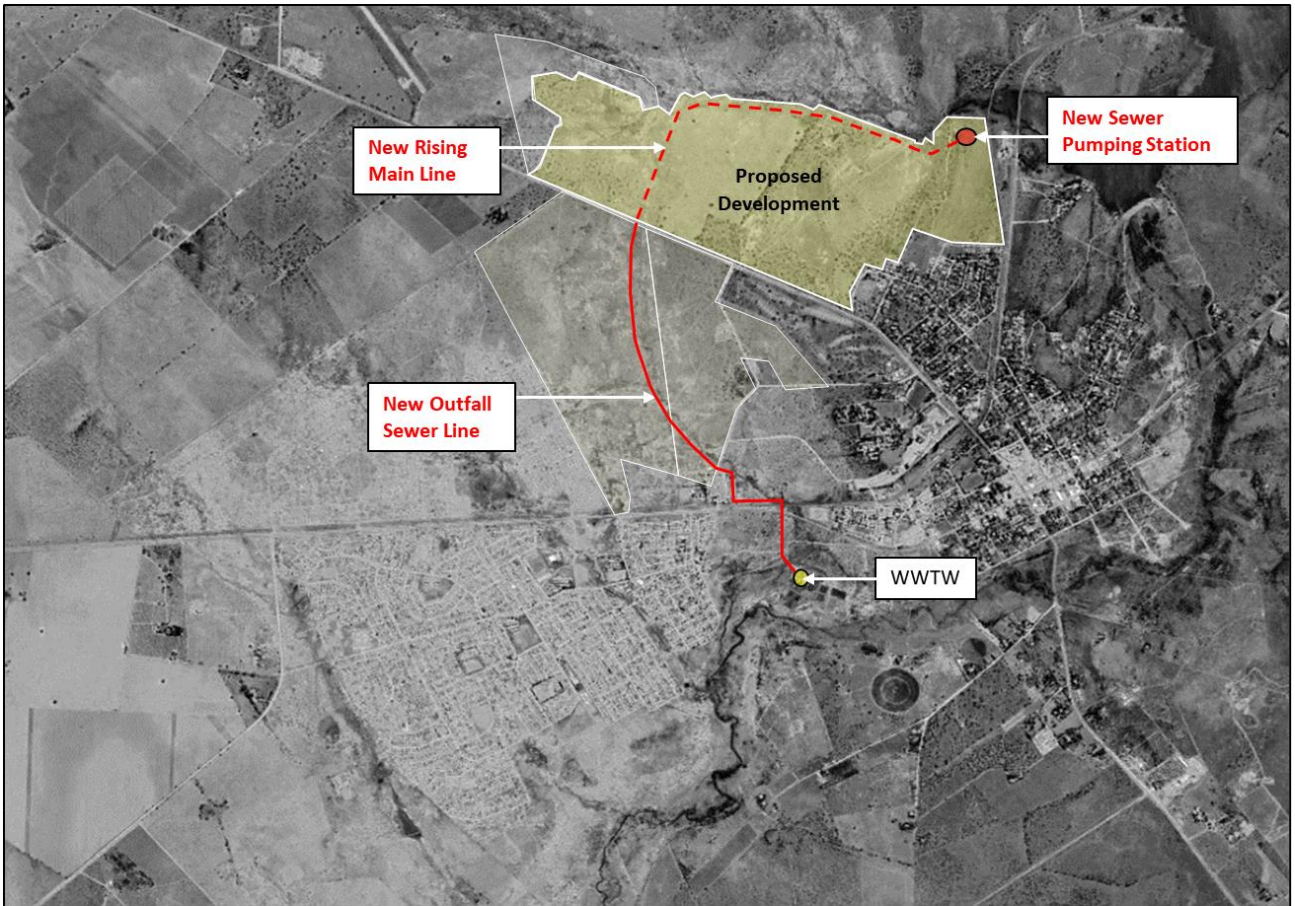 New Sewer
Pumping Station
New Rising
Main Line
Proposed
Development
New Outfall
Sewer Line
WWTW